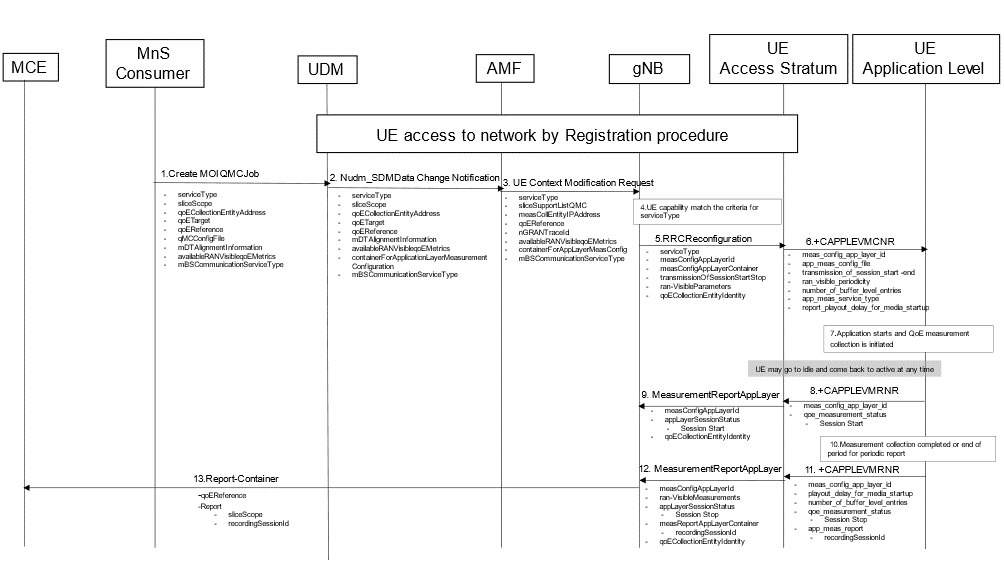 MCE
MnS
Consumer
UDM
AMF
gNB
UE
Access Stratum
UE
Application Level
UE access to network by Registration procedure
1.Create MOIQMCJob
- serviceType
- sliceScope
- qoECollectionEntityAddress
- qoETarget
- qoEReference
- qMCConfigFile
- mDTAlignmentInformation
- availableRANVisibleqoEMetrics
- mBSCommunicationServiceType
2. Nudm_SDMData Change Notification
- serviceType
- sliceScope
- qoECollectionEntityAddress
- qoETarget
- qoEReference
- mDTAlignmentInformation
- availableRANVisibleqoEMetrics
- containerForApplicationLayerMeasurement
Configuration
- mBSCommunicationServiceType
3. UE Context Modification Request
- serviceType
- sliceSupportListQMC
- measCollEntityIPAddress
- qoEReference
- nGRANTraceId
- availableRANVisibleqoEMetrics
- containerForAppLayerMeasConfig
- mBSCommunicationServiceType
4.UE capability match the criteria for
serviceType
5.RRCReconfiguration
- serviceType
- measConfigAppLayerId
- measConfigAppLayerContainer
- transmissionOfSessionStartStop
- ran-VisibleParameters
- qoECollectionEntityIdentity
6.+CAPPLEVMCNR
- meas_config_app_layer_id
- app_meas_config_file
- transmission_of_session_start -end
- ran_visible_periodicity
- number_of_buffer_level_entries
- app_meas_service_type
- report_playout_delay_for_media_startup
7.Application starts and QoE measurement
collection is initiated
UE may go to idle and come back to active at any time
8.+CAPPLEVMRNR
- meas_config_app_layer_id
- qoe_measurement_status
- Session Start
9. MeasurementReportAppLayer
- measConfigAppLayerId
- appLayerSessionStatus
- Session Start
- qoECollectionEntityIdentity
10.Measurement collection completed or end of
period for periodic report
11. +CAPPLEVMRNR
- meas_config_app_layer_id
- playout_delay_for_media_startup
- number_of_buffer_level_entries
- qoe_measurement_status
- Session Stop
- app_meas_report
- recordingSessionId
12. MeasurementReportAppLayer
- measConfigAppLayerId
- ran-VisibleMeasurements
- appLayerSessionStatus
- Session Stop
- measReportAppLayerContainer
- recordingSessionId
- qoECollectionEntityIdentity
13.Report-Container
-qoEReference
-Report
- sliceScope
- recordingSessionId